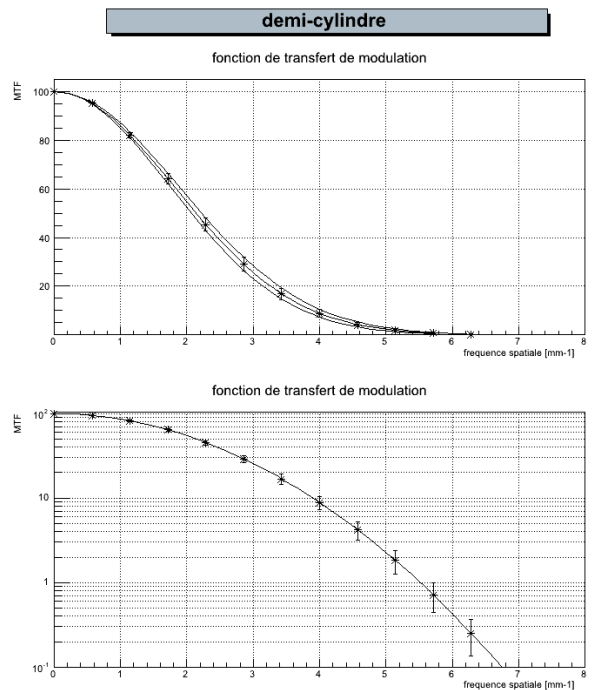 demi-cylindre
fonction de transfert de modulation
MTF
100
80
60
40
20
0 1 2 3 4 5 6 7 8
frequence spatiale [mm-1]
fonction de transfert de modulation
MTF
10²
10
1
10⁻¹
0 1 2 3 4 5 6 7 8
frequence spatiale [mm-1]